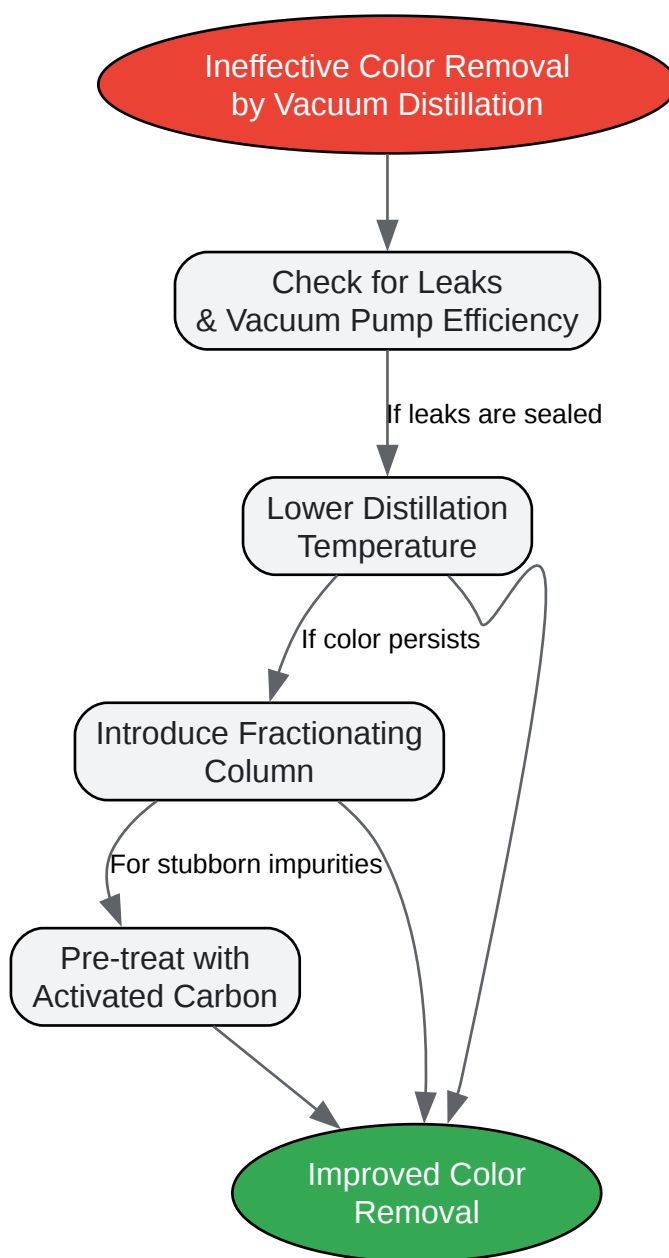 Ineffective Color Removal
by Vacuum Distillation
Check for Leaks
& Vacuum Pump Efficiency
If leaks are sealed
Lower Distillation
Temperature
If color persists
Introduce Fractionating
Column
For stubborn impurities
Pre-treat with
Activated Carbon
Improved Color
Removal